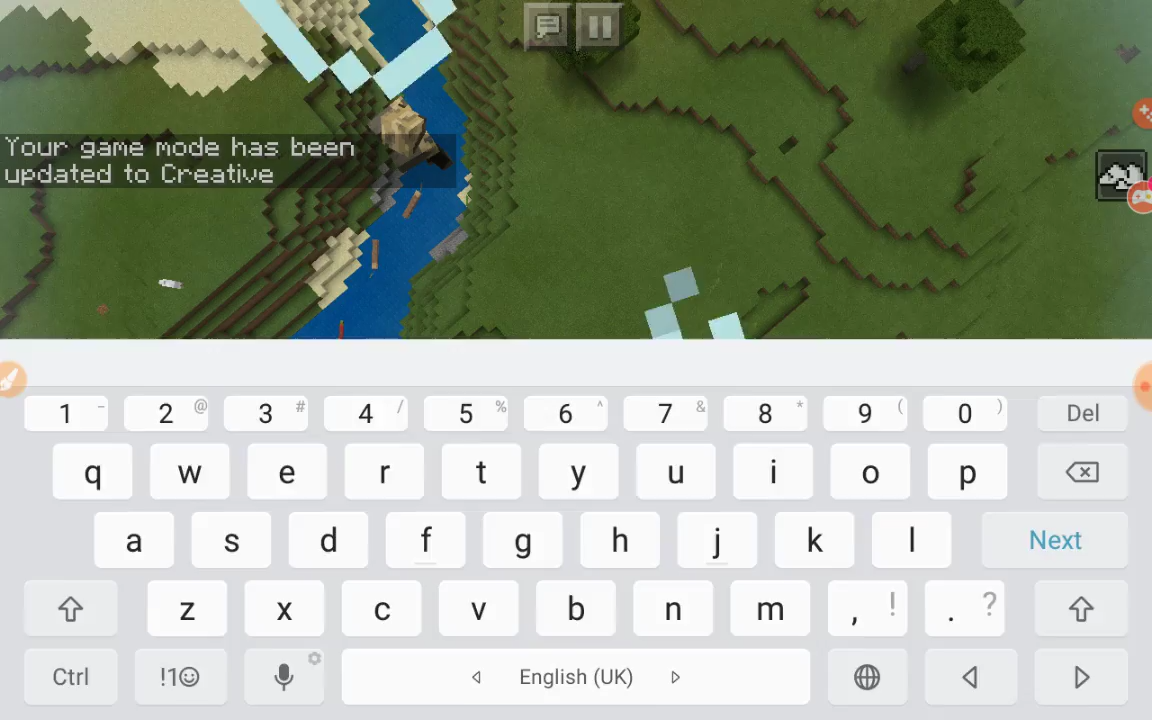 Your game mode has been
updated to Creative
1 - 2 @ 3 # 4 / 5 % 6 ^ 7 & 8 * 9 ( 0 ) Del
q w e r t y u i o p
a s d f g h j k l Next
z x c v b n m , ! . ?
Ctrl !1☺ English (UK)